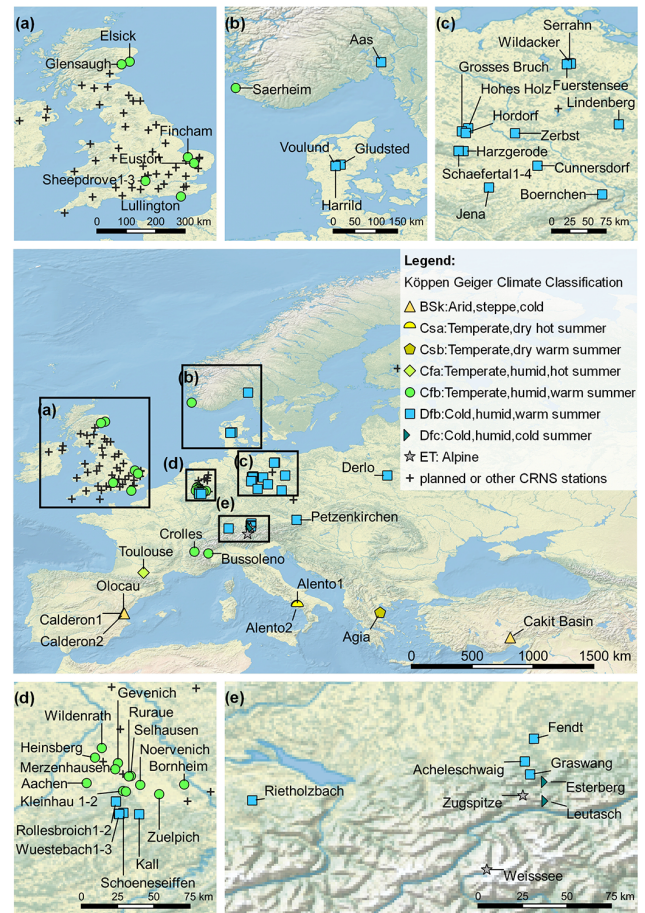 (a)
Elsick
Glensaugh
Fincham
Euston
Sheepdrove1-3
Lullington
0 100 200 300 km
(b)
Aas
Saerheim
Voulund
Gludsted
Harrild
0 50 100 150 km
(c)
Serrahn
Wildacker
Grosses Bruch
Hohes Holz
Fuerstensee
Lindenberg
Hordorf
Zerbst
Harzgerode
Schaefertal1-4
Cunnersdorf
Jena
Boernchen
0 25 50 75 km
Legend:
Köppen Geiger Climate Classification
BSk:Arid,steppe,cold
Csa:Temperate,dry hot summer
Csb:Temperate,dry warm summer
Cfa:Temperate,humid,hot summer
Cfb:Temperate,humid,warm summer
Dfb:Cold,humid,warm summer
Dfc:Cold,humid,cold summer
ET: Alpine
planned or other CRNS stations
(a)
(b)
(c)
(d)
(e)
Derlo
Petzenkirchen
Crolles
Bussoleno
Toulouse
Olocau
Calderon1
Calderon2
Alento1
Alento2
Agia
Cakit Basin
0 500 1000 1500 km
(d)
Gevenich
Wildenrath
Ruraue
Selhausen
Heinsberg
Noervenich
Merzenhausen
Bornheim
Aachen
Kleinhau 1-2
Rollesbroich1-2
Zuelpich
Wuestebach1-3
Kall
Schoeneseiffen
0 25 50 75 km
(e)
Fendt
Acheleschwaig
Graswang
Rietholzbach
Esterberg
Zugspitze
Leutasch
Weisssee
0 25 50 75 km